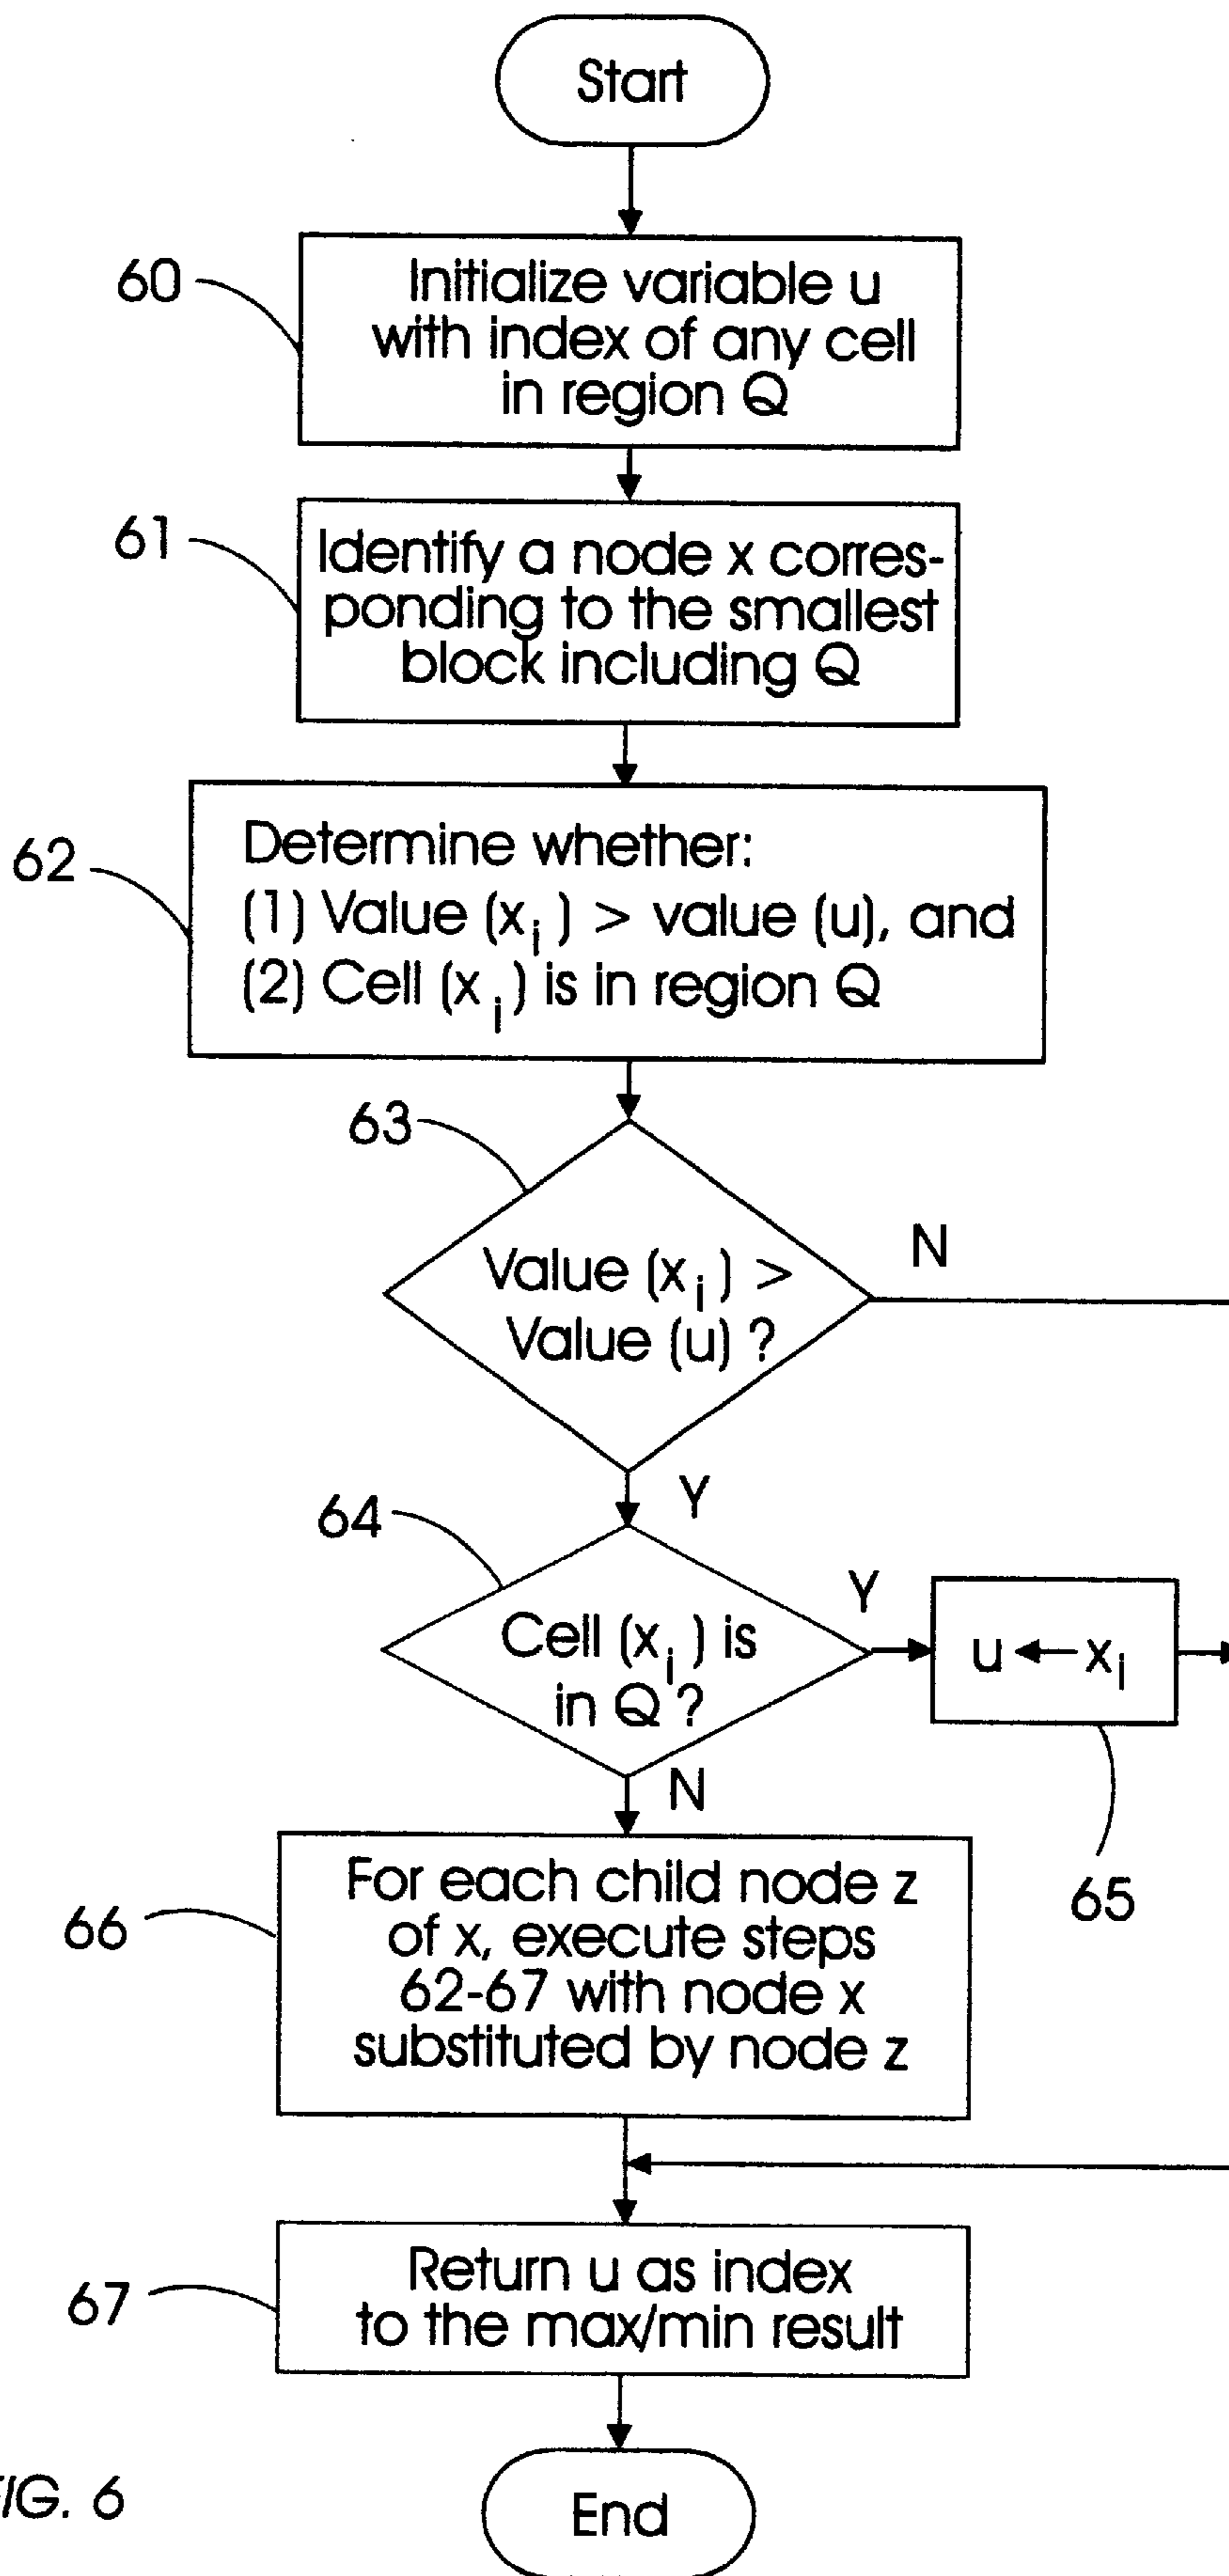 Start
60
Initialize variable u
with index of any cell
in region Q
61
Identify a node x corres-
ponding to the smallest
block including Q
62
Determine whether:
(1) Value (xi) > value (u), and
(2) Cell (xi) is in region Q
63
Value (xi) >
Value (u) ?
N
Y
64
Cell (xi) is
in Q ?
Y
u ← xi
65
N
66
For each child node z
of x, execute steps
62-67 with node x
substituted by node z
67
Return u as index
to the max/min result
End
IG. 6